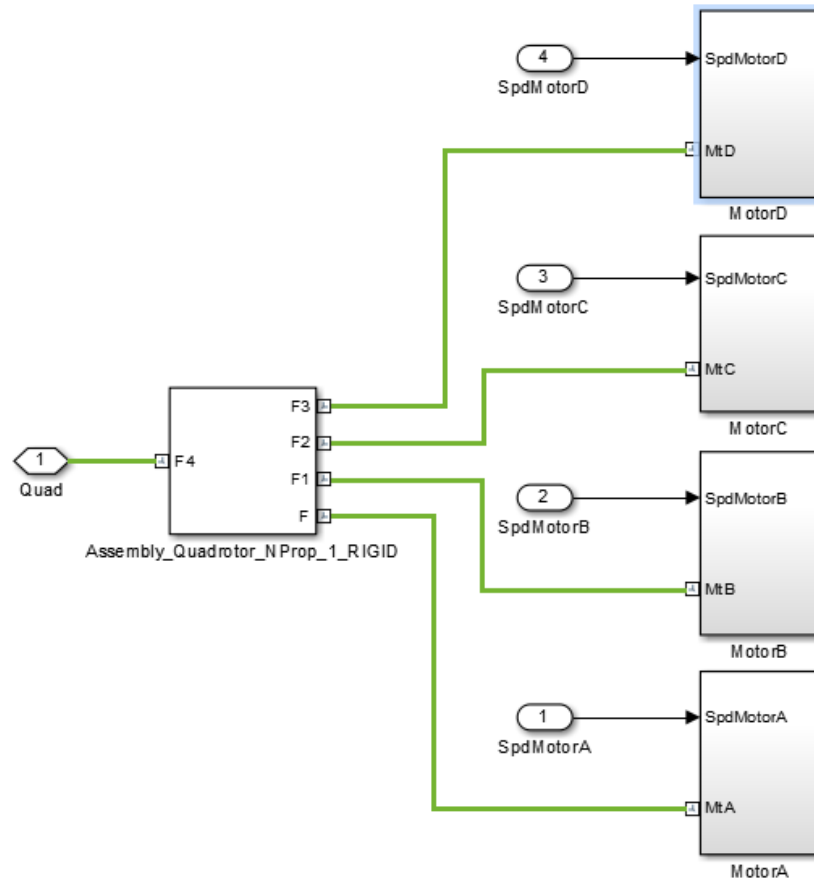 4
SpdMotorD
SpdMotorD
MtD
MotorD
3
SpdMotorC
SpdMotorC
MtC
MotorC
1
Quad
F4
F3
F2
F1
F
Assembly_Quadrotor_NProp_1_RIGID
2
SpdMotorB
SpdMotorB
MtB
MotorB
1
SpdMotorA
SpdMotorA
MtA
MotorA